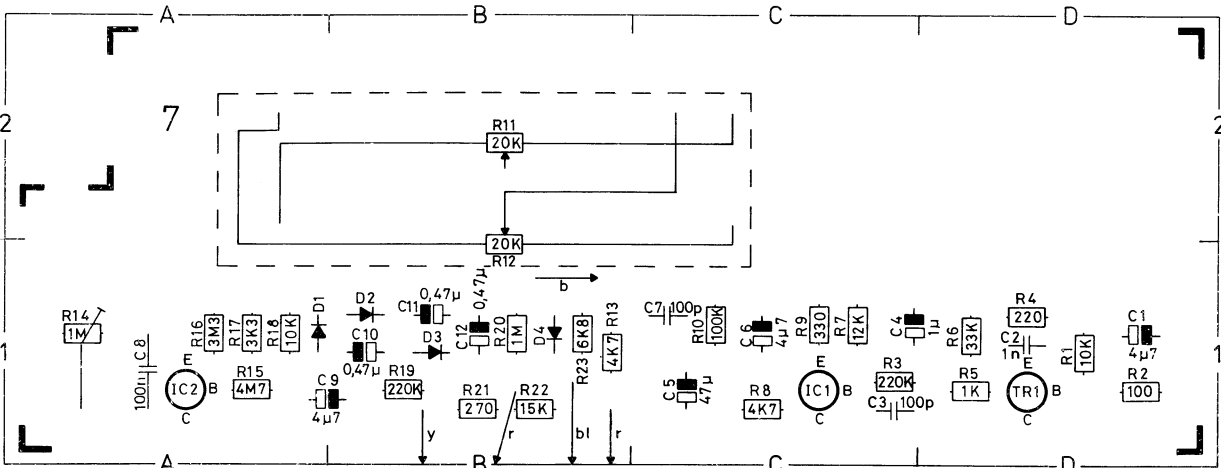 A B C D
7
2 2
R11
20K
20K
R12
b
R14
1M
C8
100n
E
IC2 B
C
R16
3M3
R17
3K3
R18
10K
D1
R15
4M7
C9
4µ7
D2
C10
0,47µ
C11
0,47µ
D3
R19
220K
0,47µ
C12
R20
1M
D4
R21
270
R22
15K
6K8
R23
R13
4K7
y r bl r
C7 100p
R10
100K
C5
47µ
C6
4µ7
R8
4K7
R9
330
R7
12K
E
IC1 B
C
R3
220K
C3 100p
C4
1µ
R6
33K
R5
1K
R4
220
C2
1n
E
TR1 B
C
R1
10K
C1
4µ7
R2
100
1 1
A B C D